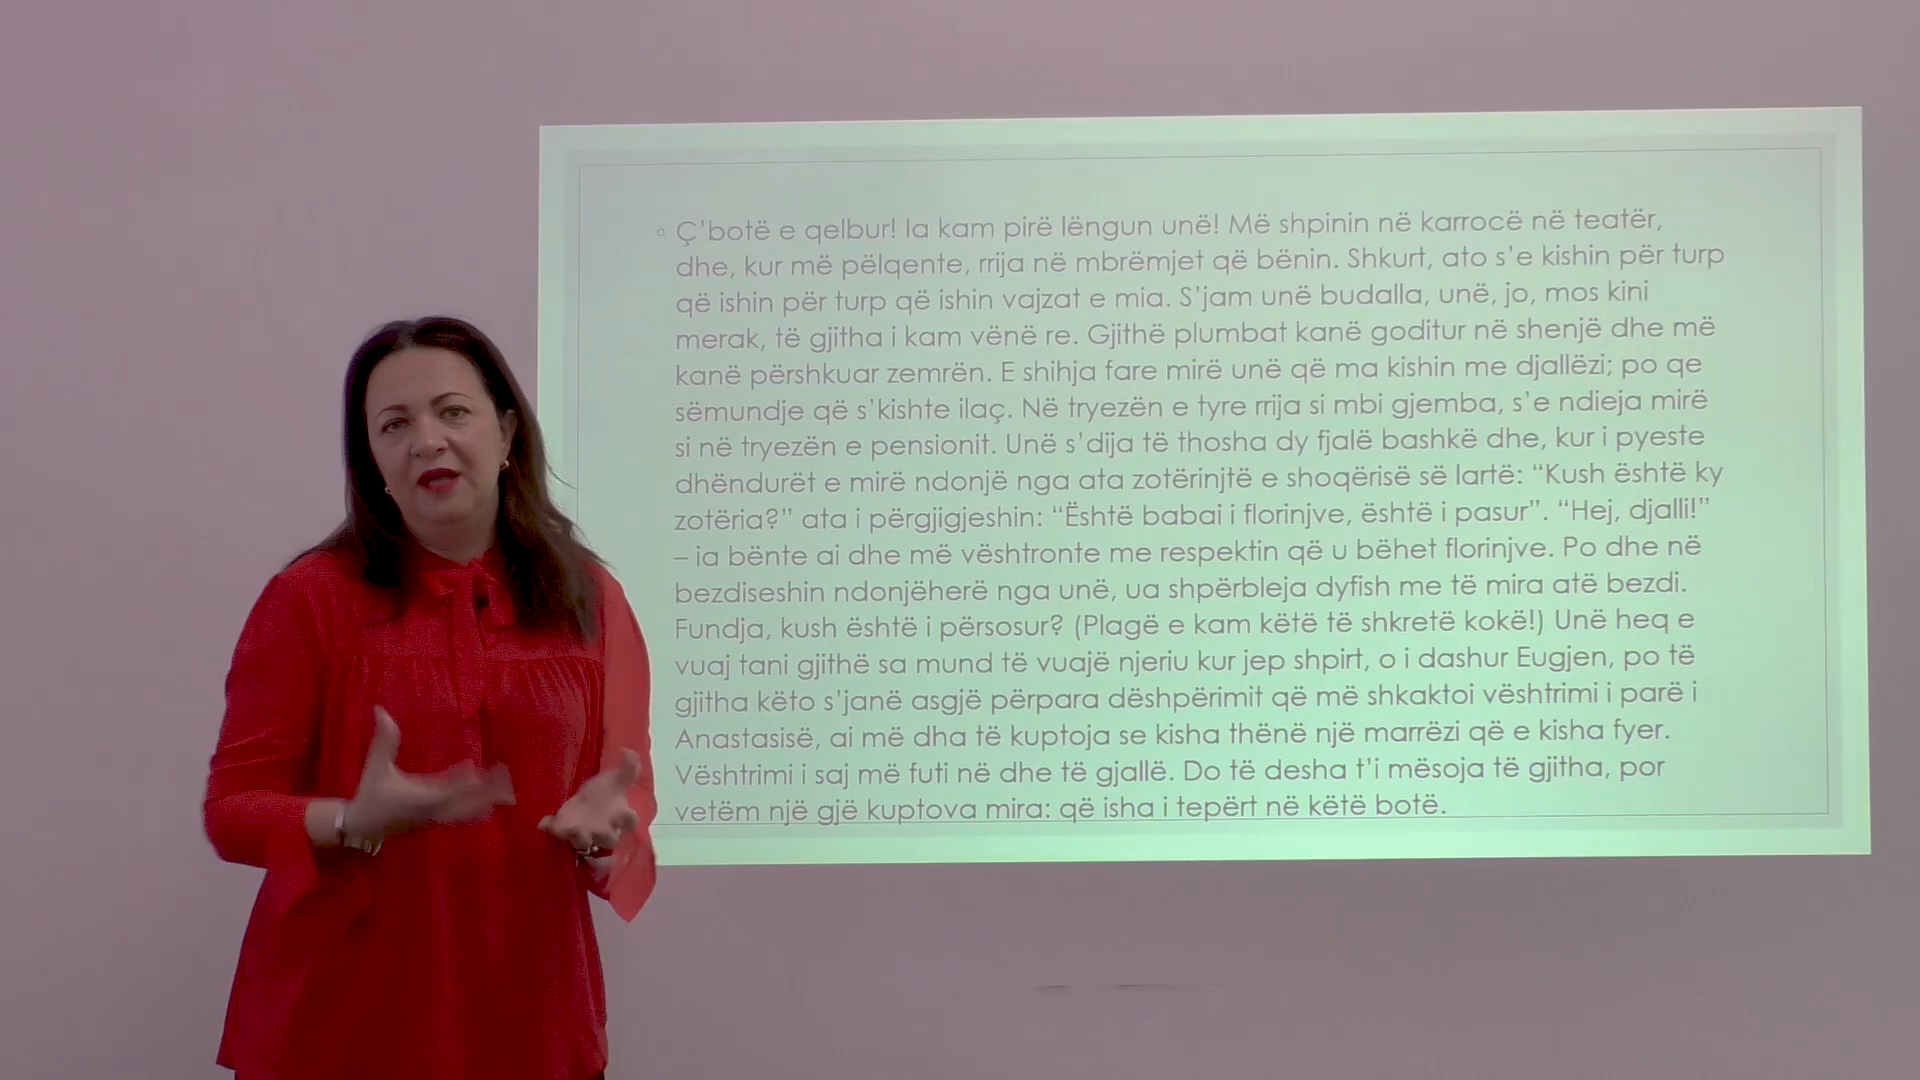 Ç'botë e qelbur! Ia kam pirë lëngun unë! Më shpinin në karrocë në teatër,
dhe, kur më pëlqente, rrija në mbrëmjet që bënin. Shkurt, ato s'e kishin për turp
që ishin për turp që ishin vajzat e mia. S'jam unë budalla, unë, jo, mos kini
merak, të gjitha i kam vënë re. Gjithë plumbat kanë goditur në shenjë dhe më
kanë përshkuar zemrën. E shihja fare mirë unë që ma kishin me djallëzi; po qe
sëmundje që s'kishte ilaç. Në tryezën e tyre rrija si mbi gjemba, s'e ndieja mirë
si në tryezën e pensionit. Unë s'dija të thosha dy fjalë bashkë dhe, kur i pyeste
dhëndurët e mirë ndonjë nga ata zotërinjtë e shoqërisë së lartë: “Kush është ky
zotëria?” ata i përgjigjeshin: “Është babai i florinjve, është i pasur”. “Hej, djalli!”
– ia bënte ai dhe më vështronte me respektin që u bëhet florinjve. Po dhe në
bezdiseshin ndonjëherë nga unë, ua shpërbleja dyfish me të mira atë bezdi.
Fundja, kush është i përsosur? (Plagë e kam këtë të shkretë kokë!) Unë heq e
vuaj tani gjithë sa mund të vuajë njeriu kur jep shpirt, o i dashur Eugjen, po të
gjitha këto s'janë asgjë përpara dëshpërimit që më shkaktoi vështrimi i parë i
Anastasisë, ai më dha të kuptoja se kisha thënë një marrëzi që e kisha fyer.
Vështrimi i saj më futi në dhe të gjallë. Do të desha t'i mësoja të gjitha, por
vetëm një gjë kuptova mira: që isha i tepërt në këtë botë.